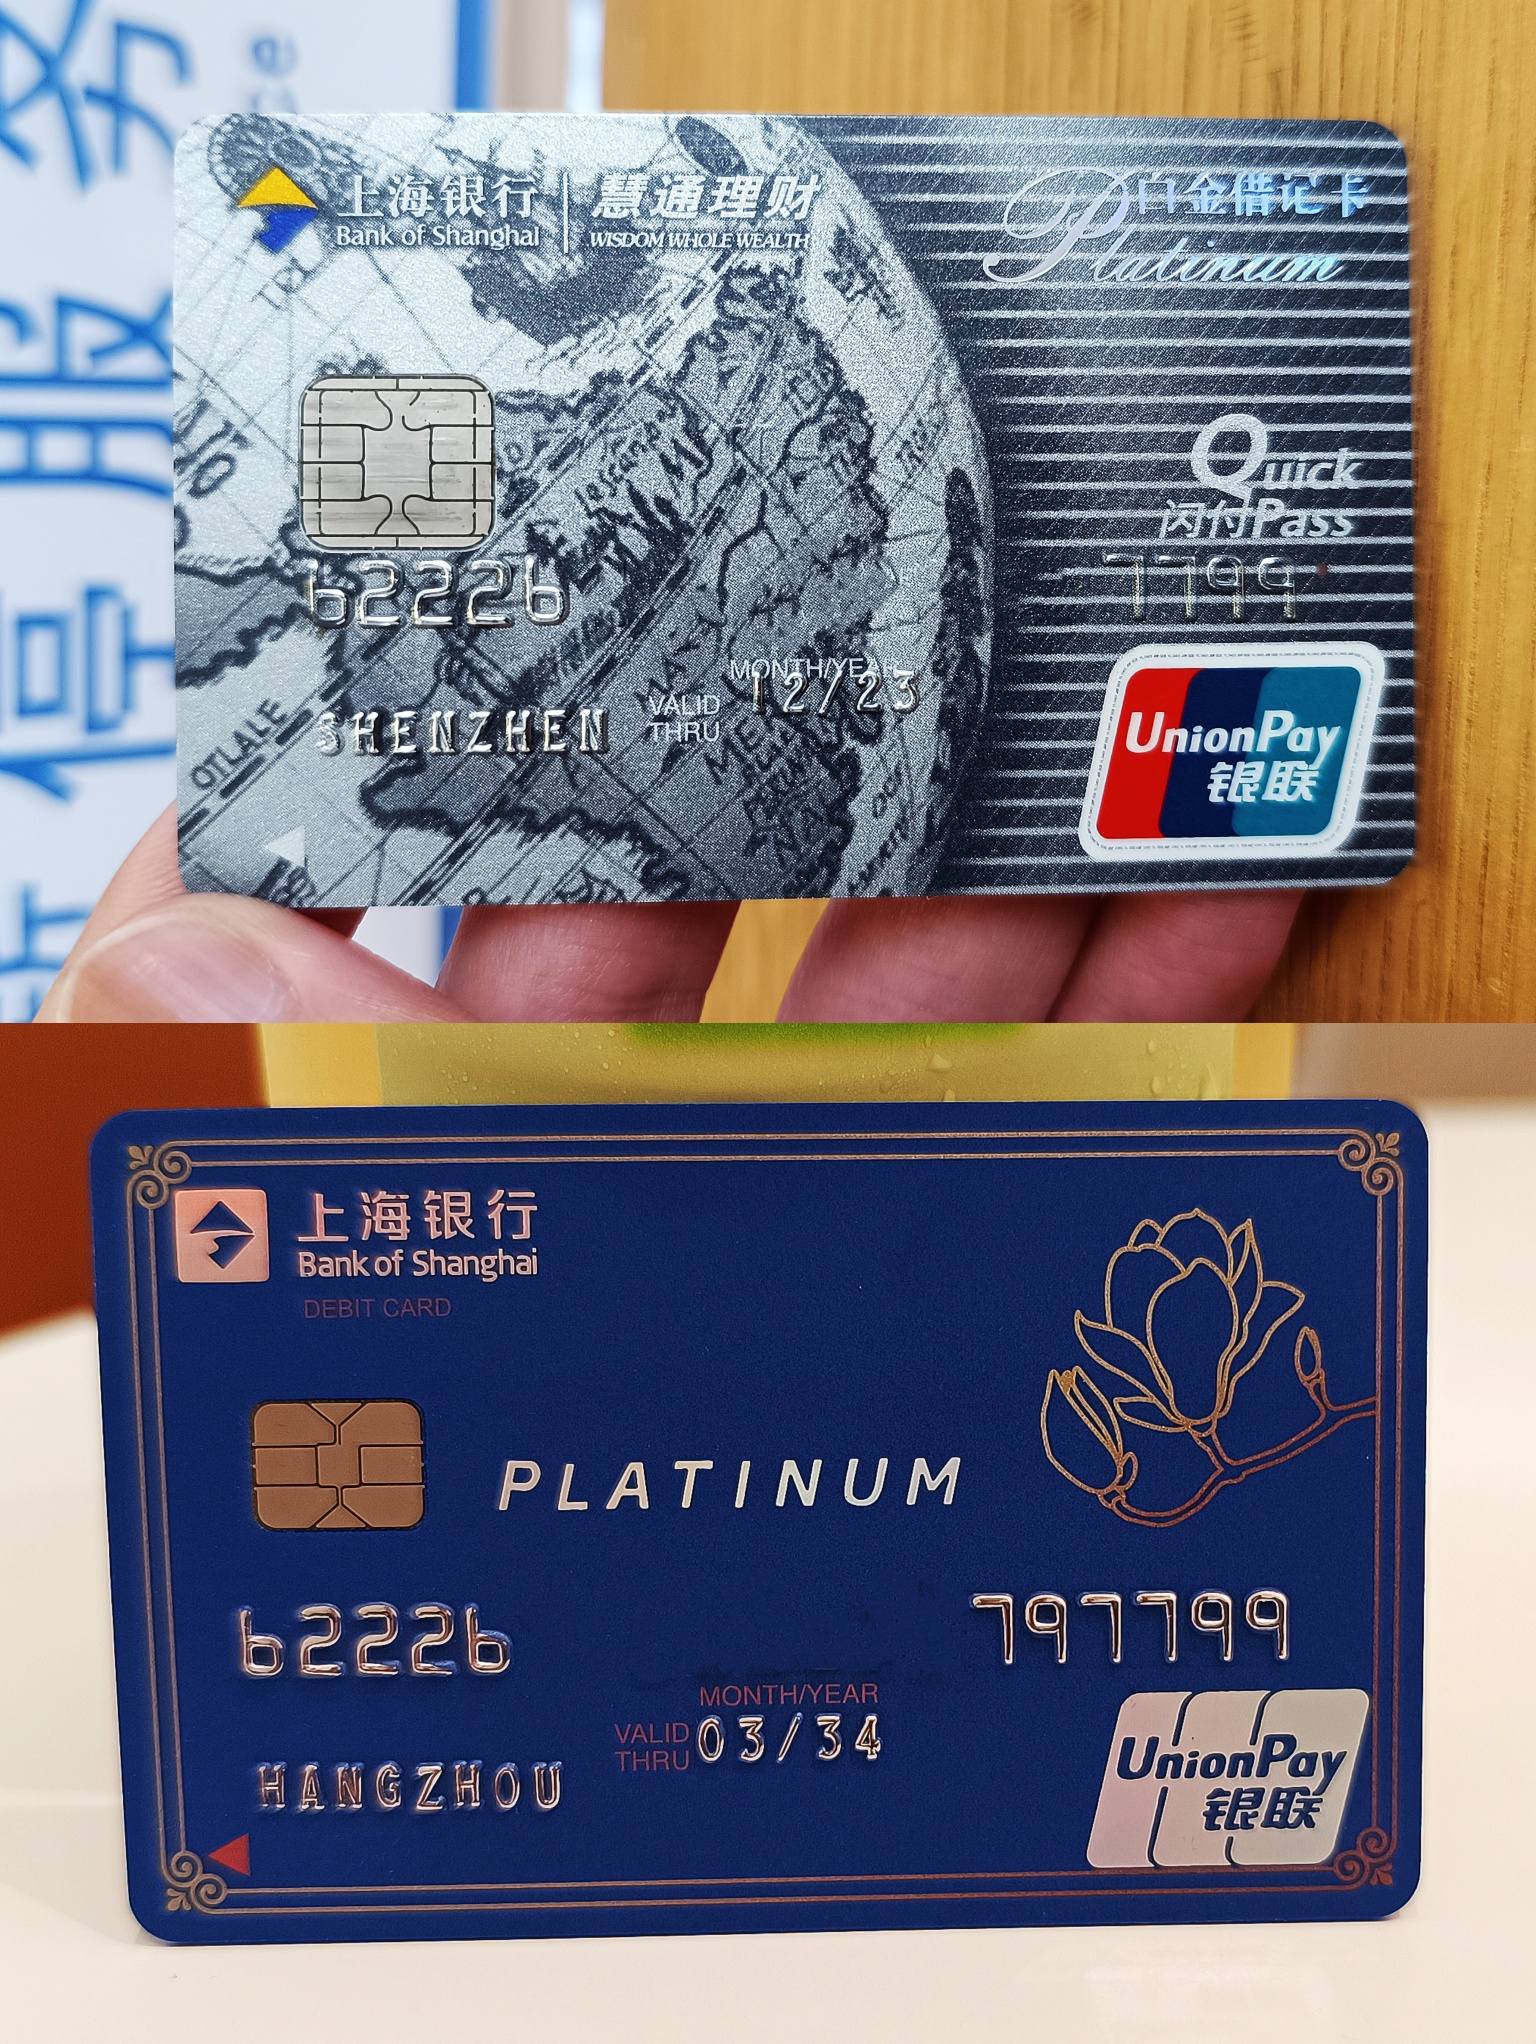 上海银行 | 慧通理财
Bank of Shanghai WISDOM WHOLE WEALTH
白金借记卡
Platinum
Quick
闪付Pass
62226 7799
MONTH/YEAR
VALID THRU 12/23
SHENZHEN
UnionPay
银联
OTLALE
上海银行
Bank of Shanghai
DEBIT CARD
PLATINUM
62226 797799
MONTH/YEAR
VALID THRU 03/34
HANGZHOU
UnionPay
银联